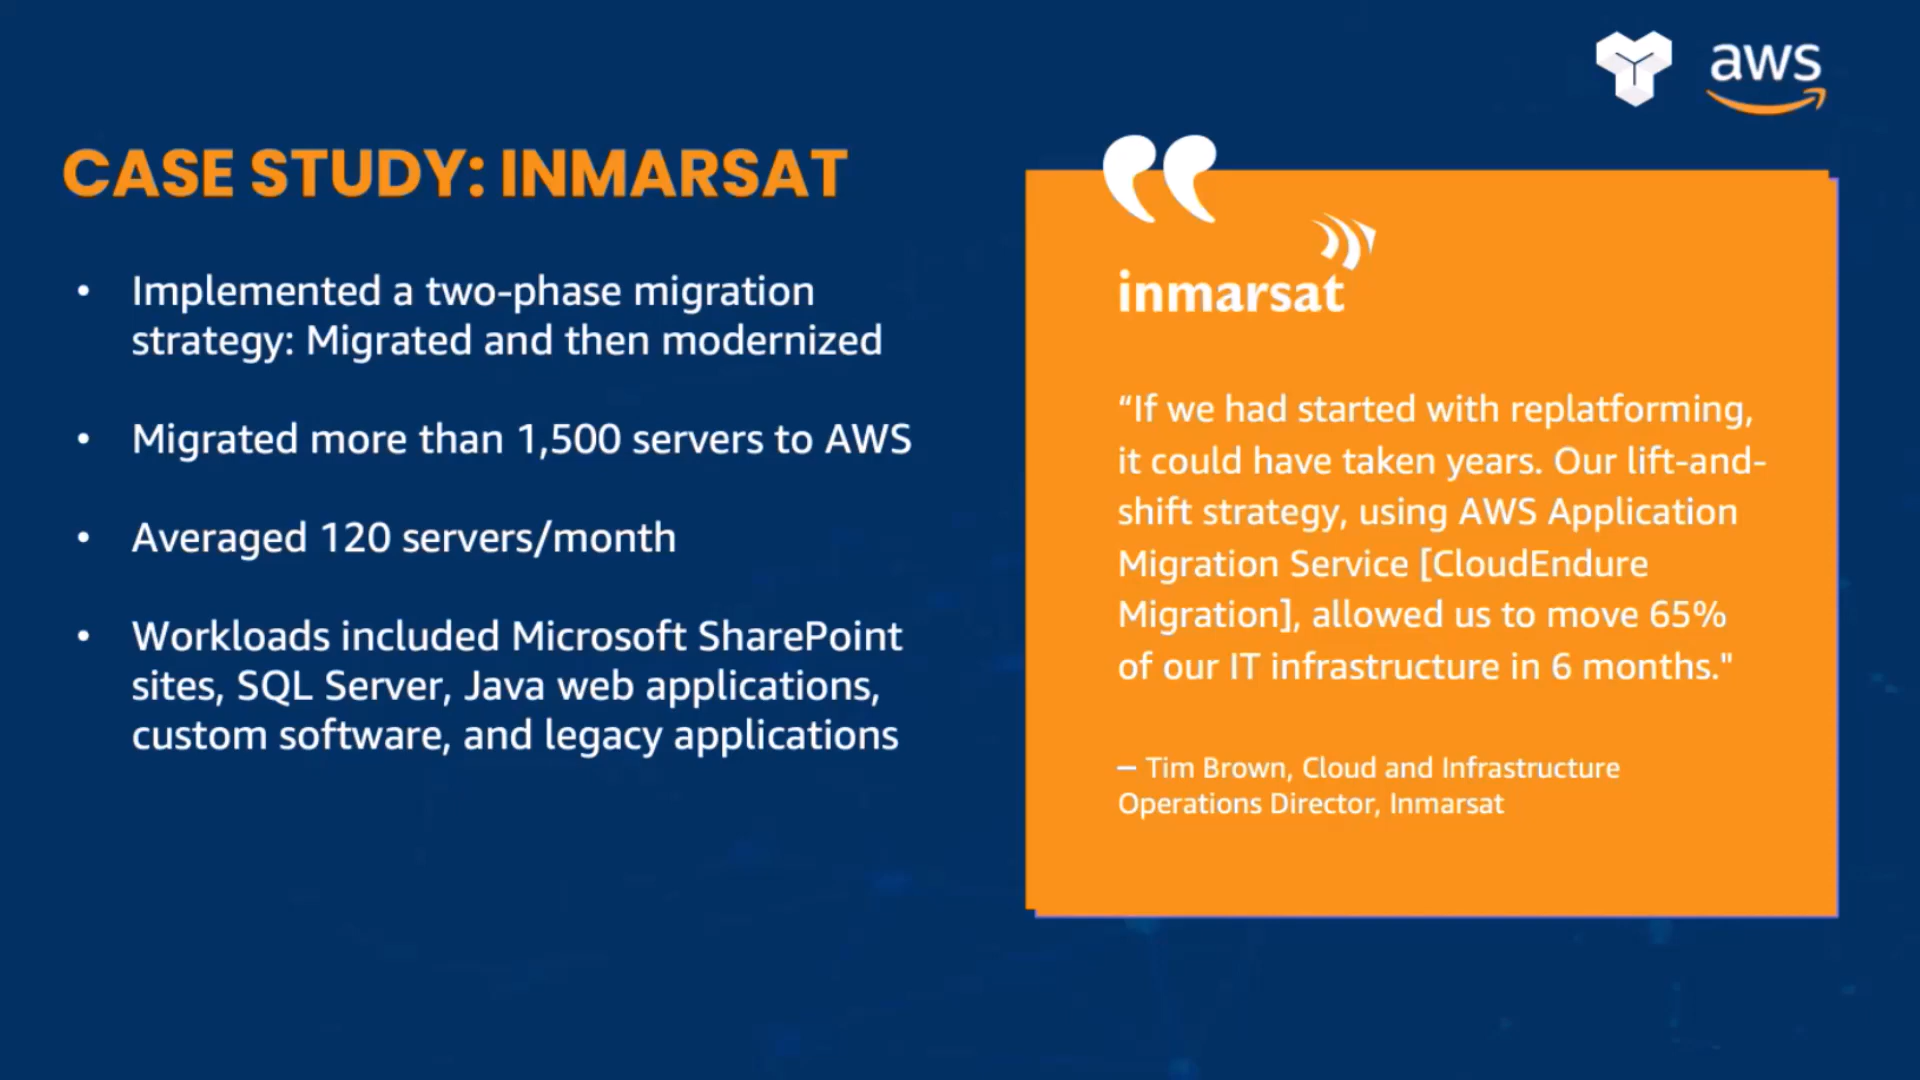 aws
CASE STUDY: INMARSAT
• Implemented a two-phase migration
strategy: Migrated and then modernized
• Migrated more than 1,500 servers to AWS
• Averaged 120 servers/month
• Workloads included Microsoft SharePoint
sites, SQL Server, Java web applications,
custom software, and legacy applications
inmarsat
“If we had started with replatforming,
it could have taken years. Our lift-and-
shift strategy, using AWS Application
Migration Service [CloudEndure
Migration], allowed us to move 65%
of our IT infrastructure in 6 months."
– Tim Brown, Cloud and Infrastructure
Operations Director, Inmarsat